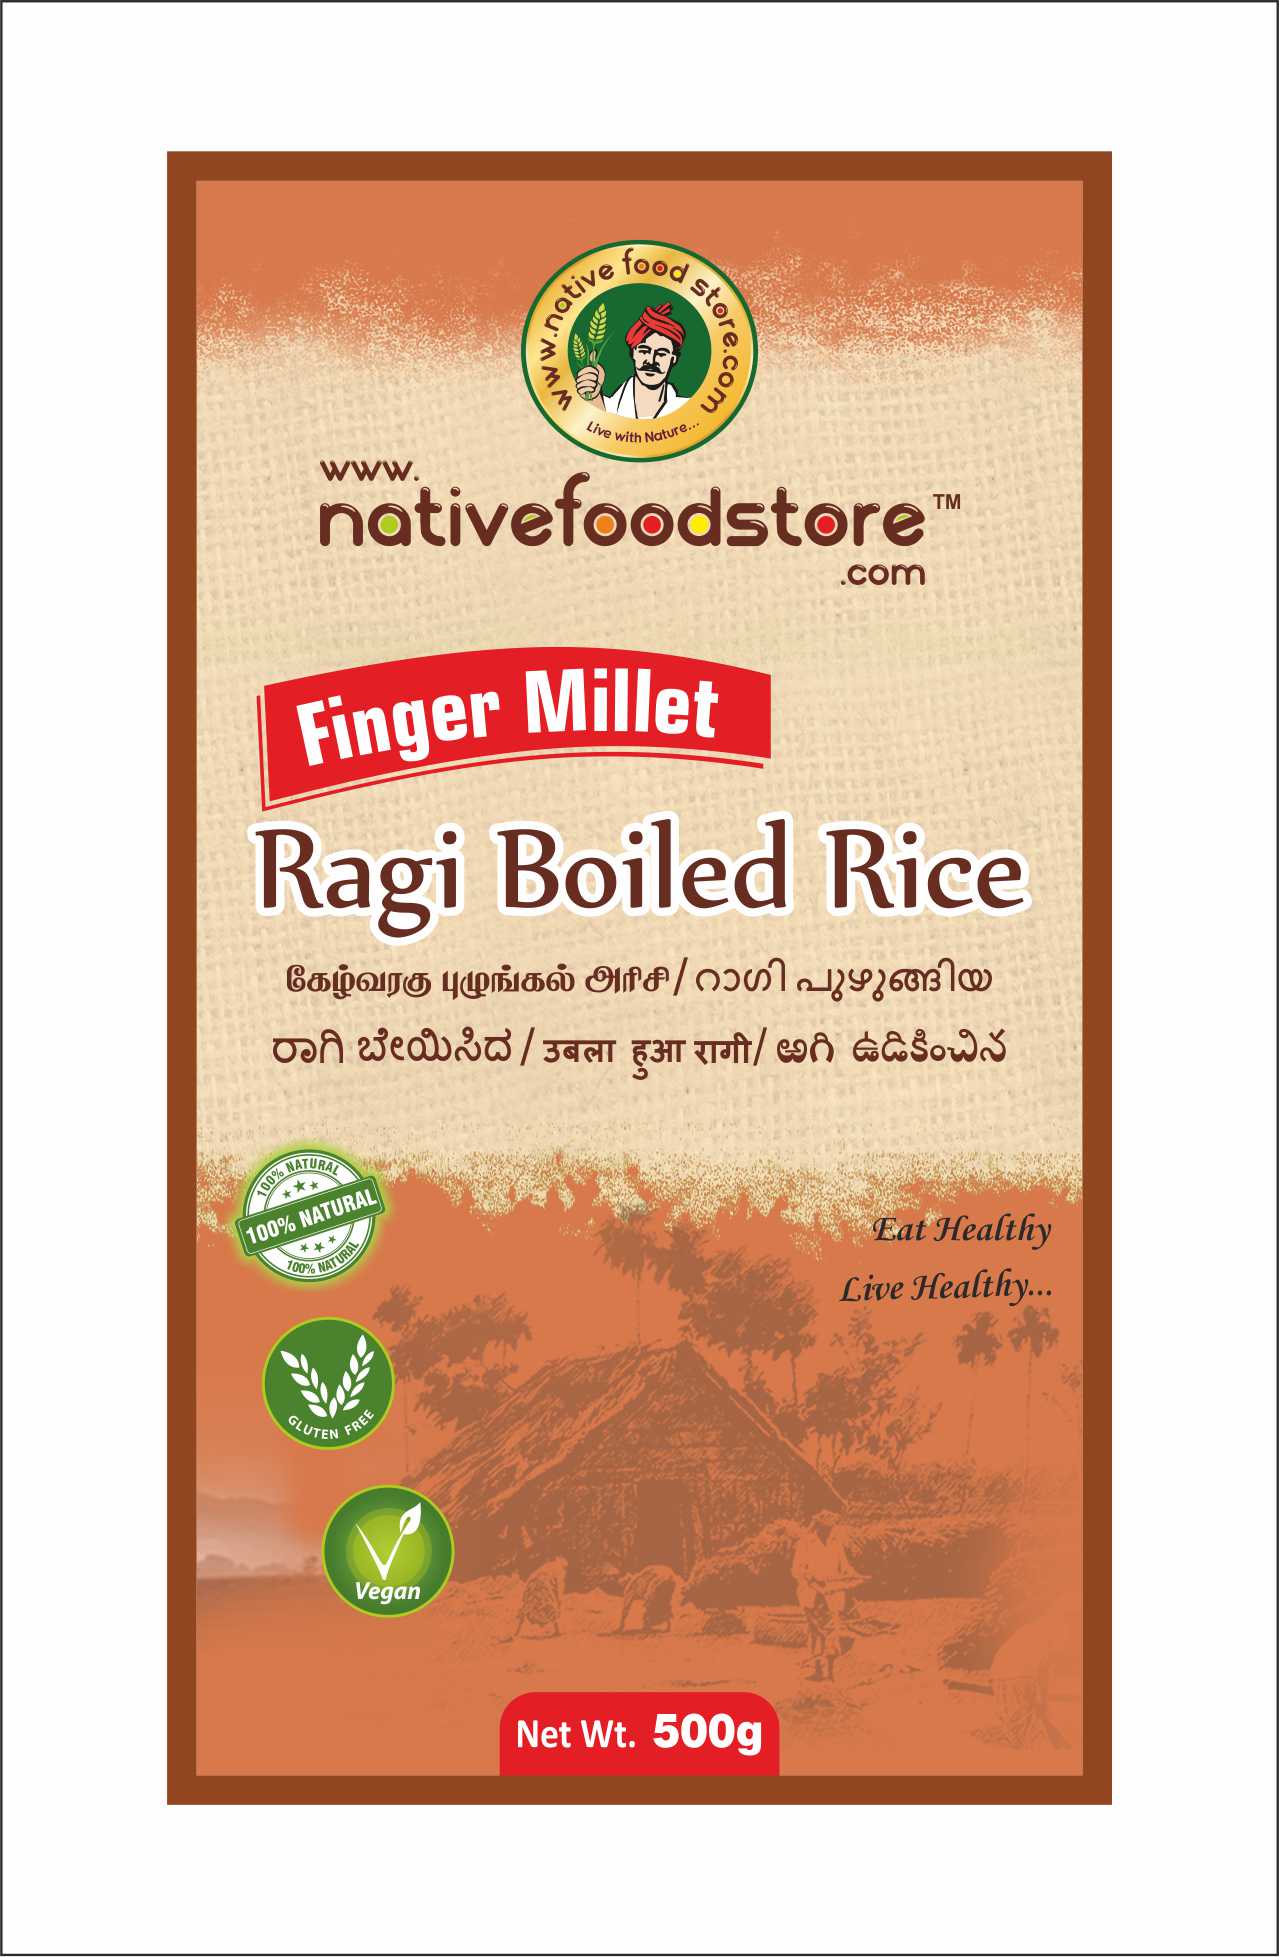 www.native food store.com
Live with Nature...
www.
nativefoodstore™
.com
Finger Millet
Ragi Boiled Rice
கேழ்வரகு புழுங்கல் அரிசி/റാഗി പുഴുങ്ങിയ
ರಾಗಿ ಬೇಯಿಸಿದ/उबला हुआ रागी/ఱగి ఉడికించిన
100% NATURAL
100% NATURAL
100% NATURAL
Eat Healthy
Live Healthy...
GLUTEN FREE
Vegan
Net Wt. 500g